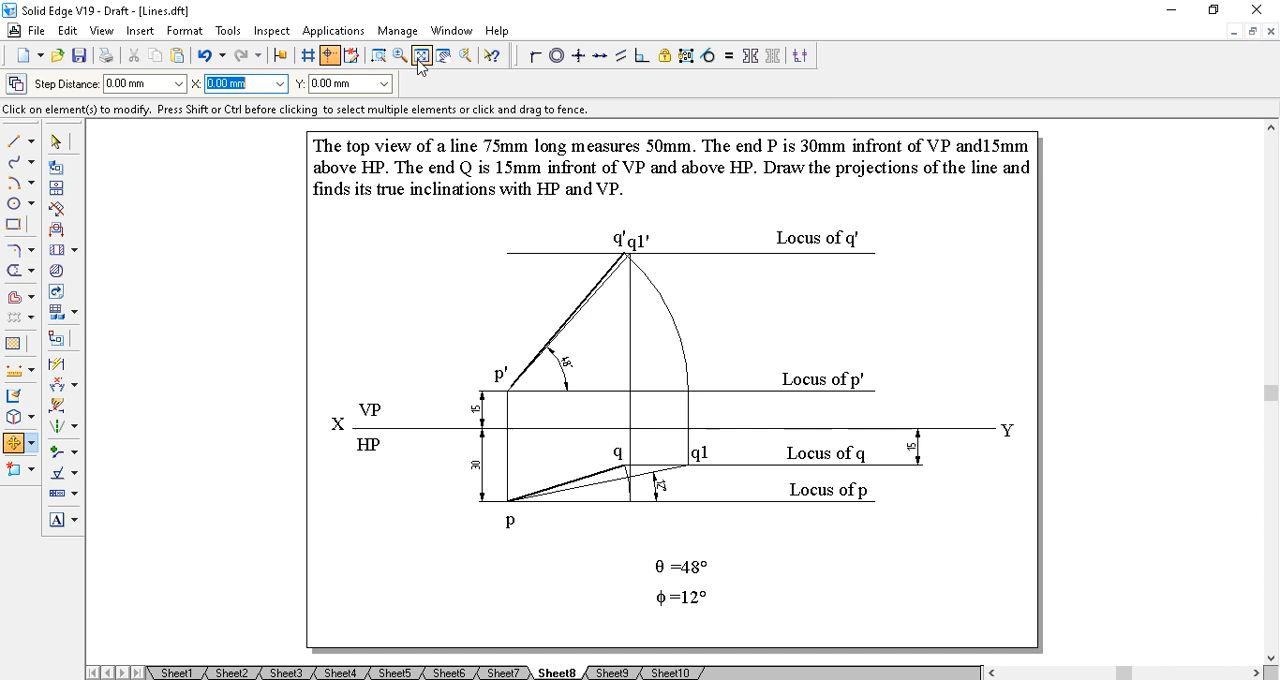 Solid Edge V19 - Draft - [Lines.dft]
File Edit View Insert Format Tools Inspect Applications Manage Window Help
Step Distance: 0.00 mm X: 0.00 mm Y: 0.00 mm
Click on element(s) to modify. Press Shift or Ctrl before clicking to select multiple elements or click and drag to fence.
The top view of a line 75mm long measures 50mm. The end P is 30mm infront of VP and15mm
above HP. The end Q is 15mm infront of VP and above HP. Draw the projections of the line and
finds its true inclinations with HP and VP.
q' q1' Locus of q'
48°
p' Locus of p'
15
VP
X Y
HP
15
q q1 Locus of q
30
12°
Locus of p
p
θ =48°
ϕ =12°
Sheet1 Sheet2 Sheet3 Sheet4 Sheet5 Sheet6 Sheet7 Sheet8 Sheet9 Sheet10